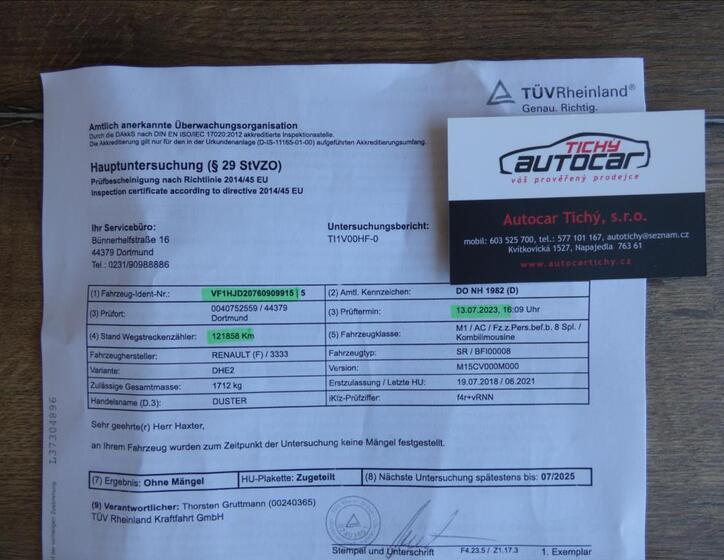 TÜVRheinland®
Genau. Richtig.
Amtlich anerkannte Überwachungsorganisation
Durch die DAkkS nach DIN EN ISO/IEC 17020:2012 akkreditierte Inspektionsstelle.
Die Akkreditierung gilt nur für den in der Urkundenanlage (D-IS-11165-01-00) aufgeführten Akkreditierungsumfang.
Hauptuntersuchung (§ 29 StVZO)
Prüfbescheinigung nach Richtlinie 2014/45 EU
Inspection certificate according to directive 2014/45 EU
TICHÝ
AUTOCAR
váš prověřený prodejce
Autocar Tichý, s.r.o.
mobil: 603 525 700, tel.: 577 101 167, autotichy@seznam.cz
Kvítkovická 1527, Napajedla 763 61
www.autocartichy.cz
Ihr Servicebüro:
Bünnerhelfstraße 16
44379 Dortmund
Tel.: 0231/90988886
Untersuchungsbericht:
TI1V00HF-0
(1) Fahrzeug-Ident-Nr.: VF1HJD20760909915 | 5 (2) Amtl. Kennzeichen: DO NH 1982 (D)
(3) Prüfort: 0040752559 / 44379 Dortmund (3) Prüftermin: 13.07.2023, 16:09 Uhr
(4) Stand Wegstreckenzähler: 121858 Km (5) Fahrzeugklasse: M1 / AC / Fz.z.Pers.bef.b. 8 Spl. / Kombilimousine
Fahrzeughersteller: RENAULT (F) / 3333 Fahrzeugtyp: SR / BFI00008
Variante: DHE2 Version: M15CV000M000
Zulässige Gesamtmasse: 1712 kg Erstzulassung / Letzte HU: 19.07.2018 / 06.2021
Handelsname (D.3): DUSTER iKfz-Prüfziffer: f4r+vRNN
Sehr geehrte(r) Herr Haxter,
an Ihrem Fahrzeug wurden zum Zeitpunkt der Untersuchung keine Mängel festgestellt.
(7) Ergebnis: Ohne Mängel HU-Plakette: Zugeteilt (8) Nächste Untersuchung spätestens bis: 07/2025
(9) Verantwortlicher: Thorsten Gruttmann (00240365)
TÜV Rheinland Kraftfahrt GmbH
Stempel und Unterschrift F4.23.5 / Z1.17.3 1. Exemplar
L37304896